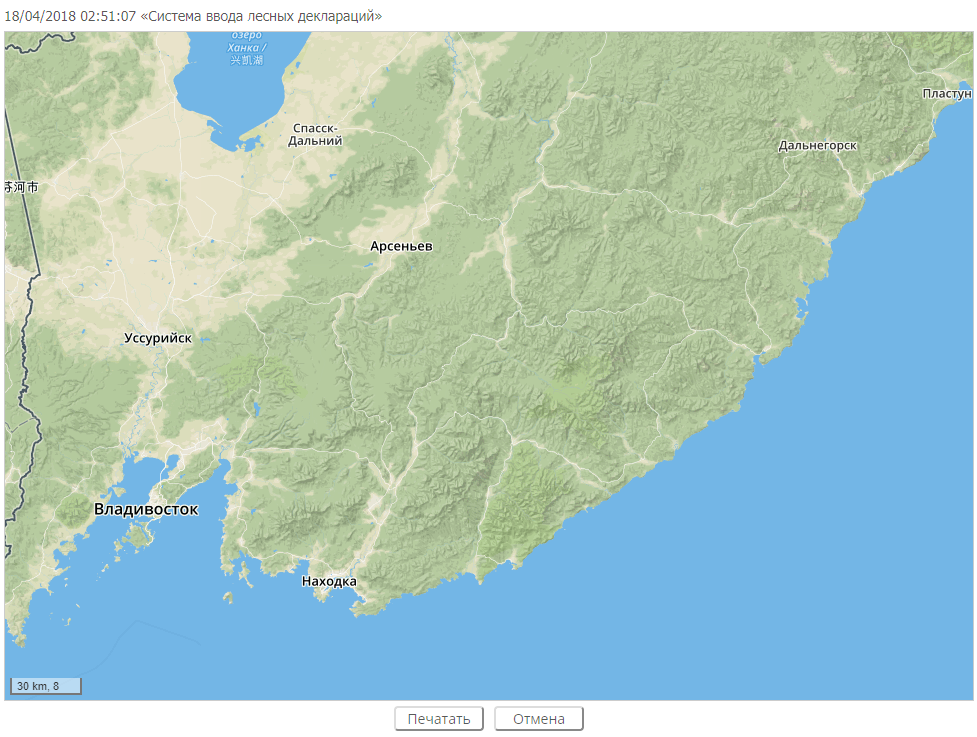 18/04/2018 02:51:07 «Система ввода лесных деклараций»
озеро
Ханка /
兴凯湖
Пластун
Спасск-
Дальний
Дальнегорск
芬河市
Арсеньев
Уссурийск
Владивосток
Находка
30 km, 8
Печатать Отмена